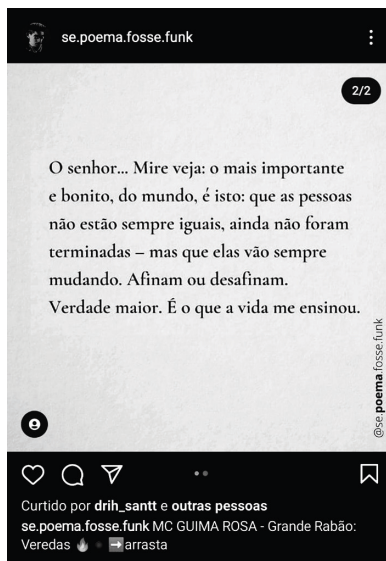 se.poema.fosse.funk
2/2
O senhor... Mire veja: o mais importante
e bonito, do mundo, é isto: que as pessoas
não estão sempre iguais, ainda não foram
terminadas – mas que elas vão sempre
mudando. Afinam ou desafinam.
Verdade maior. É o que a vida me ensinou.
@se.poema.fosse.funk
Curtido por drih_santt e outras pessoas
se.poema.fosse.funk MC GUIMA ROSA - Grande Rabão:
Veredas 🔥 ➡️arrasta